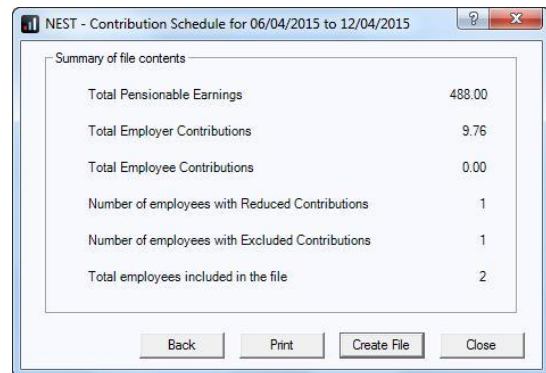 NEST - Contribution Schedule for 06/04/2015 to 12/04/2015
Summary of file contents
Total Pensionable Earnings 488.00
Total Employer Contributions 9.76
Total Employee Contributions 0.00
Number of employees with Reduced Contributions 1
Number of employees with Excluded Contributions 1
Total employees included in the file 2
Back Print Create File Close